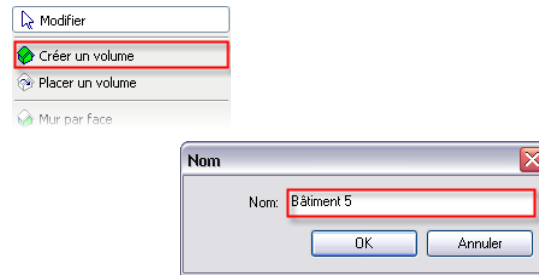 Modifier
Créer un volume
Placer un volume
Mur par face
Nom
Nom: Bâtiment 5
OK Annuler